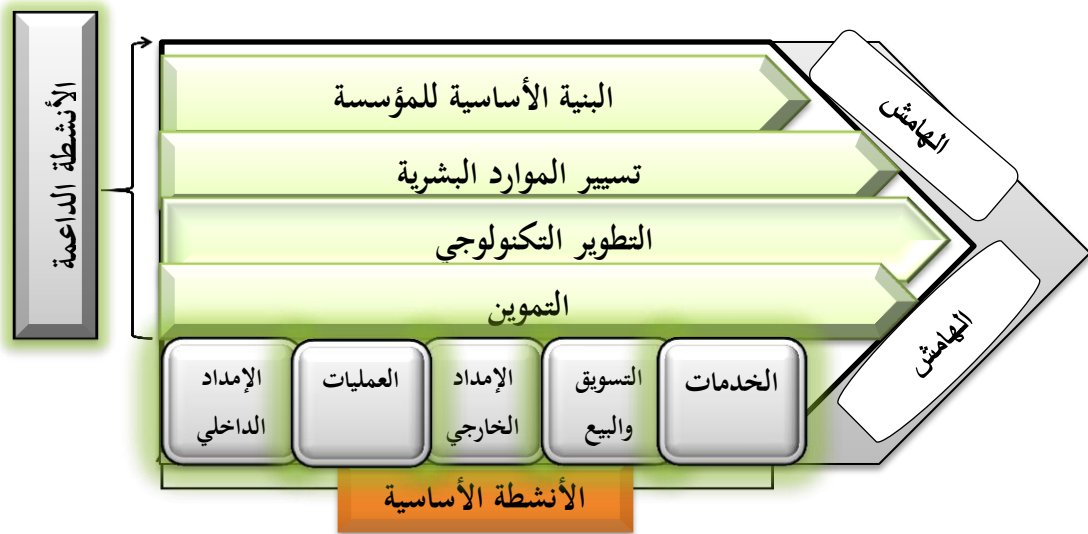 الأنشطة الداعمة
البنية الأساسية للمؤسسة
تسيير الموارد البشرية
التطوير التكنولوجي
التموين
الهامش
الهامش
الإمداد
الداخلي
العمليات
الإمداد
الخارجي
التسويق
والبيع
الخدمات
الأنشطة الأساسية